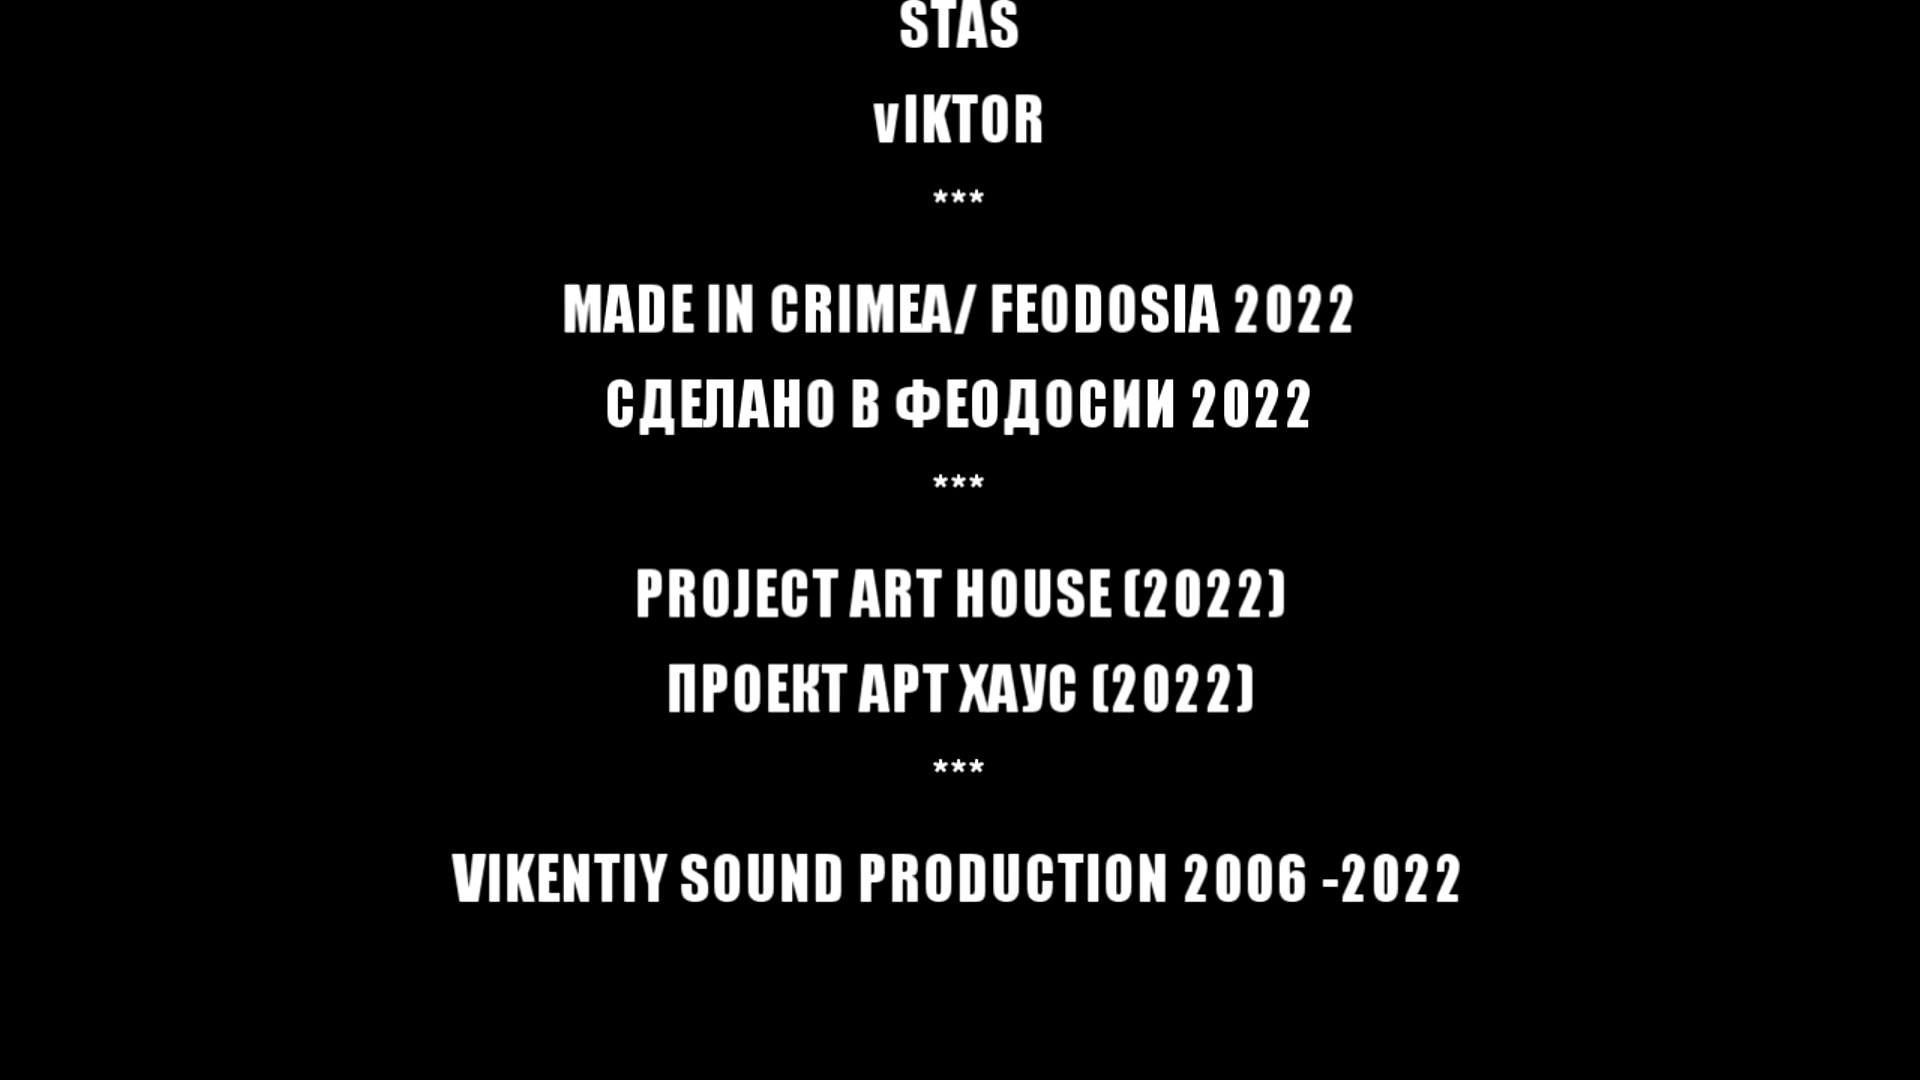 STAS
vIKTOR
***
MADE IN CRIMEA/ FEODOSIA 2022
СДЕЛАНО В ФЕОДОСИИ 2022
***
PROJECT ART HOUSE (2022)
ПРОЕКТ АРТ ХАУС (2022)
***
VIKENTIY SOUND PRODUCTION 2006 -2022